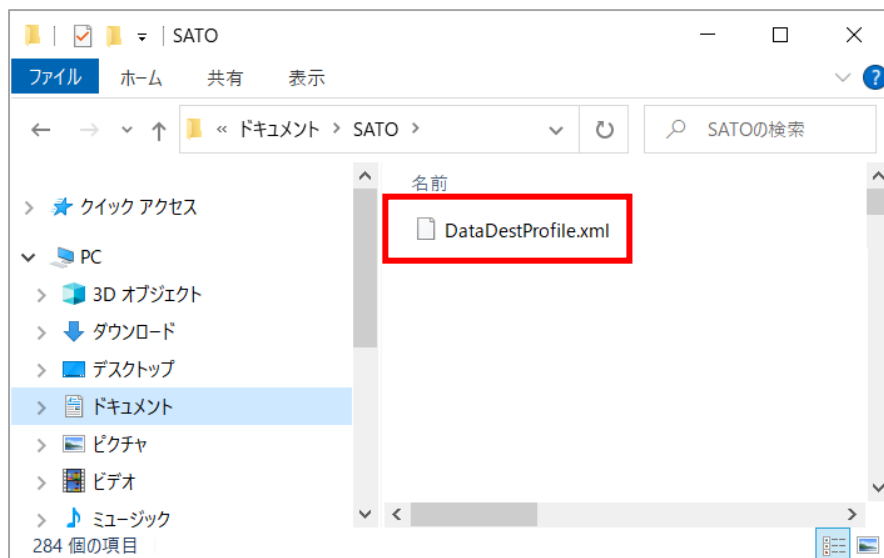 SATO
ファイル ホーム 共有 表示
« ドキュメント > SATO > SATOの検索
名前
DataDestProfile.xml
クイック アクセス
PC
3D オブジェクト
ダウンロード
デスクトップ
ドキュメント
ピクチャ
ビデオ
ミュージック
284 個の項目